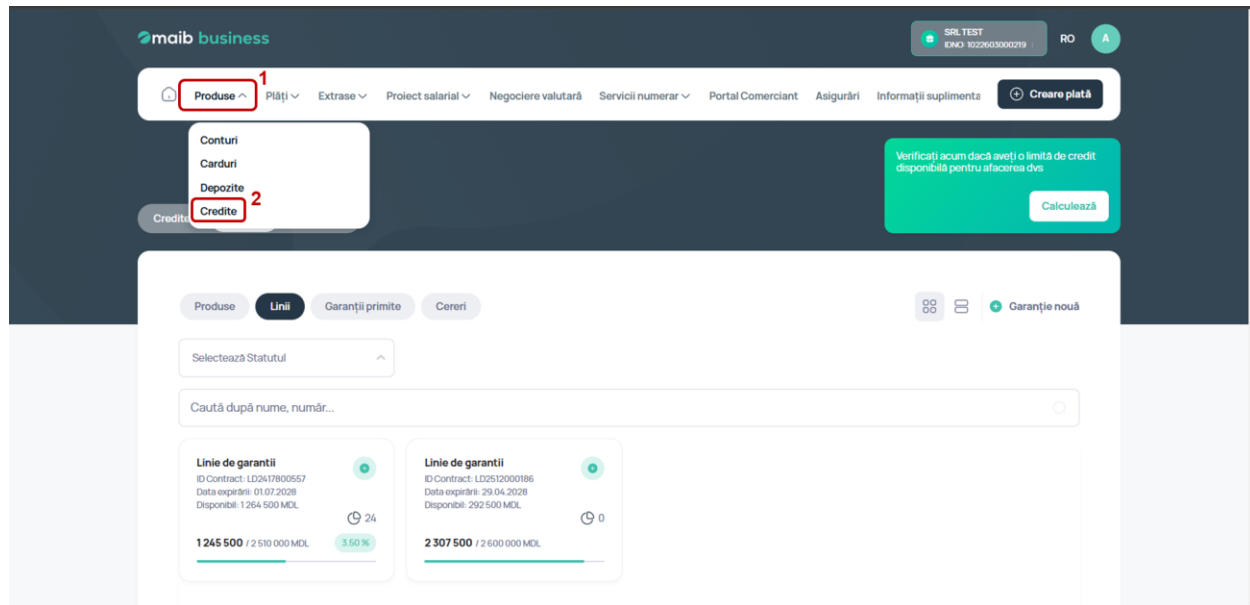 maib business
SRL TEST
IDNO 1022603000219
RO
A
1
Produse
Plăți
Extrase
Proiect salarial
Negociere valutară
Servicii numerar
Portal Comerciant
Asigurări
Informații suplimenta
Creare plată
Conturi
Carduri
Depozite
2
Credite
Credite
Verificați acum dacă aveți o limită de credit
disponibilă pentru afacerea dvs
Calculează
Produse
Linii
Garanții primite
Cereri
Garanție nouă
Selectează Statutul
Caută după nume, număr...
Linie de garantii
ID Contract: LD2417800557
Data expirării: 01.07.2028
Disponibil: 1 264 500 MDL
24
1 245 500 / 2 510 000 MDL
3.50 %
Linie de garantii
ID Contract: LD2512000186
Data expirării: 29.04.2028
Disponibil: 292 500 MDL
0
2 307 500 / 2 600 000 MDL